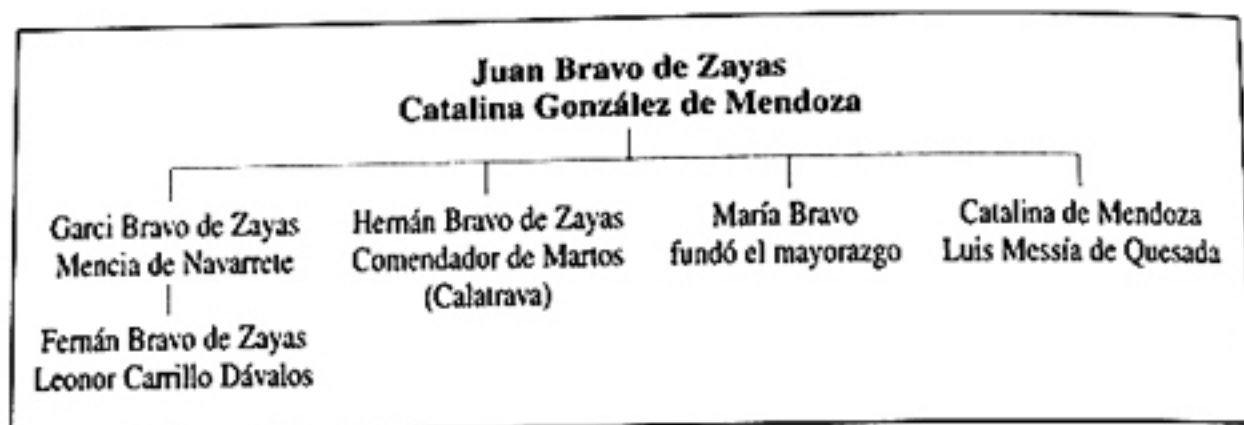 Juan Bravo de Zayas
Catalina González de Mendoza
Garci Bravo de Zayas
Mencia de Navarrete
Hernán Bravo de Zayas
Comendador de Martos
(Calatrava)
María Bravo
fundó el mayorazgo
Catalina de Mendoza
Luis Messía de Quesada
Fernán Bravo de Zayas
Leonor Carrillo Dávalos